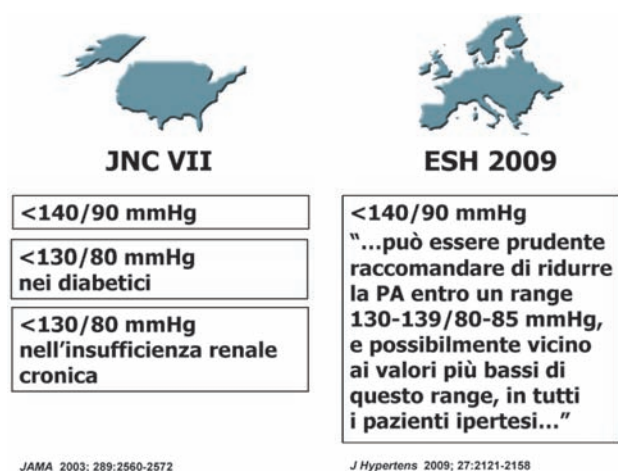 JNC VII
<140/90 mmHg
<130/80 mmHg
nei diabetici
<130/80 mmHg
nell'insufficienza renale
cronica
JAMA 2003; 289:2560-2572
ESH 2009
<140/90 mmHg
"...può essere prudente
raccomandare di ridurre
la PA entro un range
130-139/80-85 mmHg,
e possibilmente vicino
ai valori più bassi di
questo range, in tutti
i pazienti ipertesi..."
J Hypertens 2009; 27:2121-2158